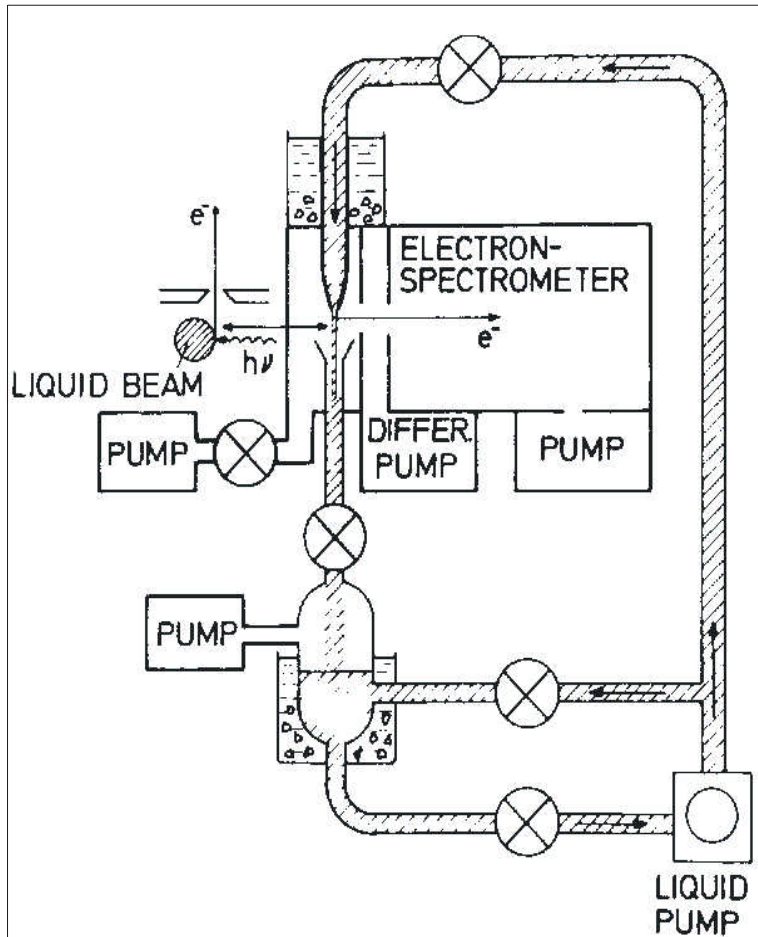 ELECTRON-
SPECTROMETER
e⁻
e⁻
hν
LIQUID BEAM
PUMP
DIFFER.
PUMP
PUMP
PUMP
LIQUID
PUMP